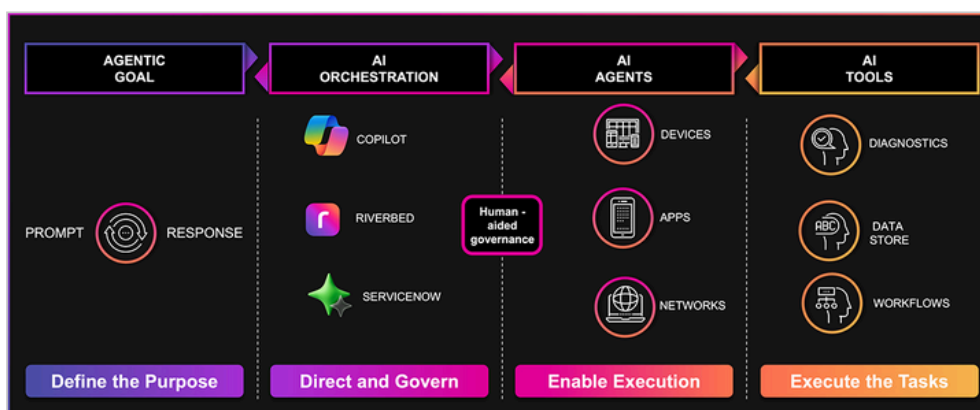 AGENTIC
GOAL
AI
ORCHESTRATION
AI
AGENTS
AI
TOOLS
PROMPT
RESPONSE
COPILOT
r
RIVERBED
SERVICENOW
Human -
aided
governance
DEVICES
APPS
NETWORKS
DIAGNOSTICS
ABC
DATA
STORE
WORKFLOWS
Define the Purpose
Direct and Govern
Enable Execution
Execute the Tasks